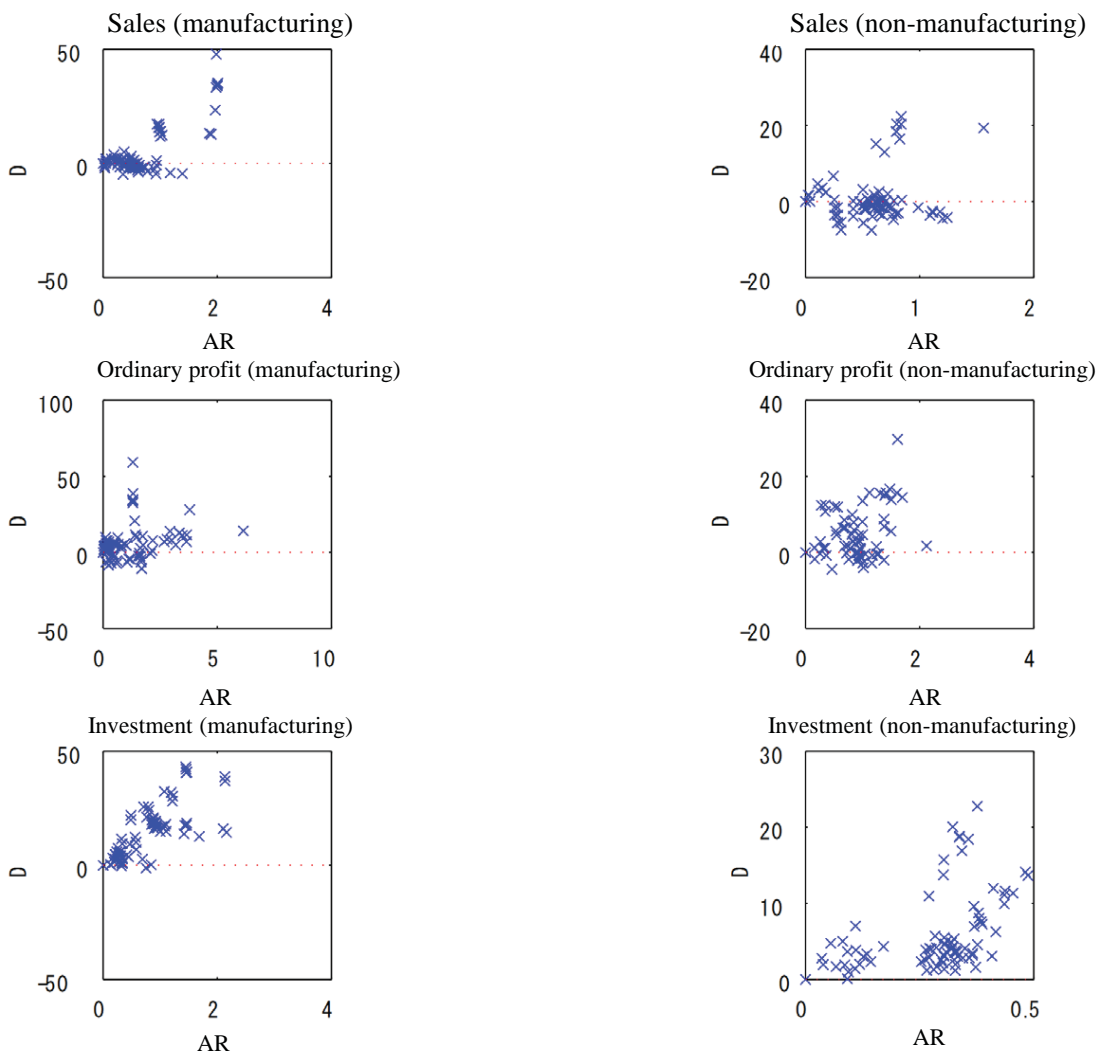 Sales (manufacturing)
50
0
-50
D
0
2
4
AR
Sales (non-manufacturing)
40
20
0
-20
D
0
1
2
AR
Ordinary profit (manufacturing)
100
50
0
-50
D
0
5
10
AR
Ordinary profit (non-manufacturing)
40
20
0
-20
D
0
2
4
AR
Investment (manufacturing)
50
0
-50
D
0
2
4
AR
Investment (non-manufacturing)
30
20
10
0
D
0
0.5
AR